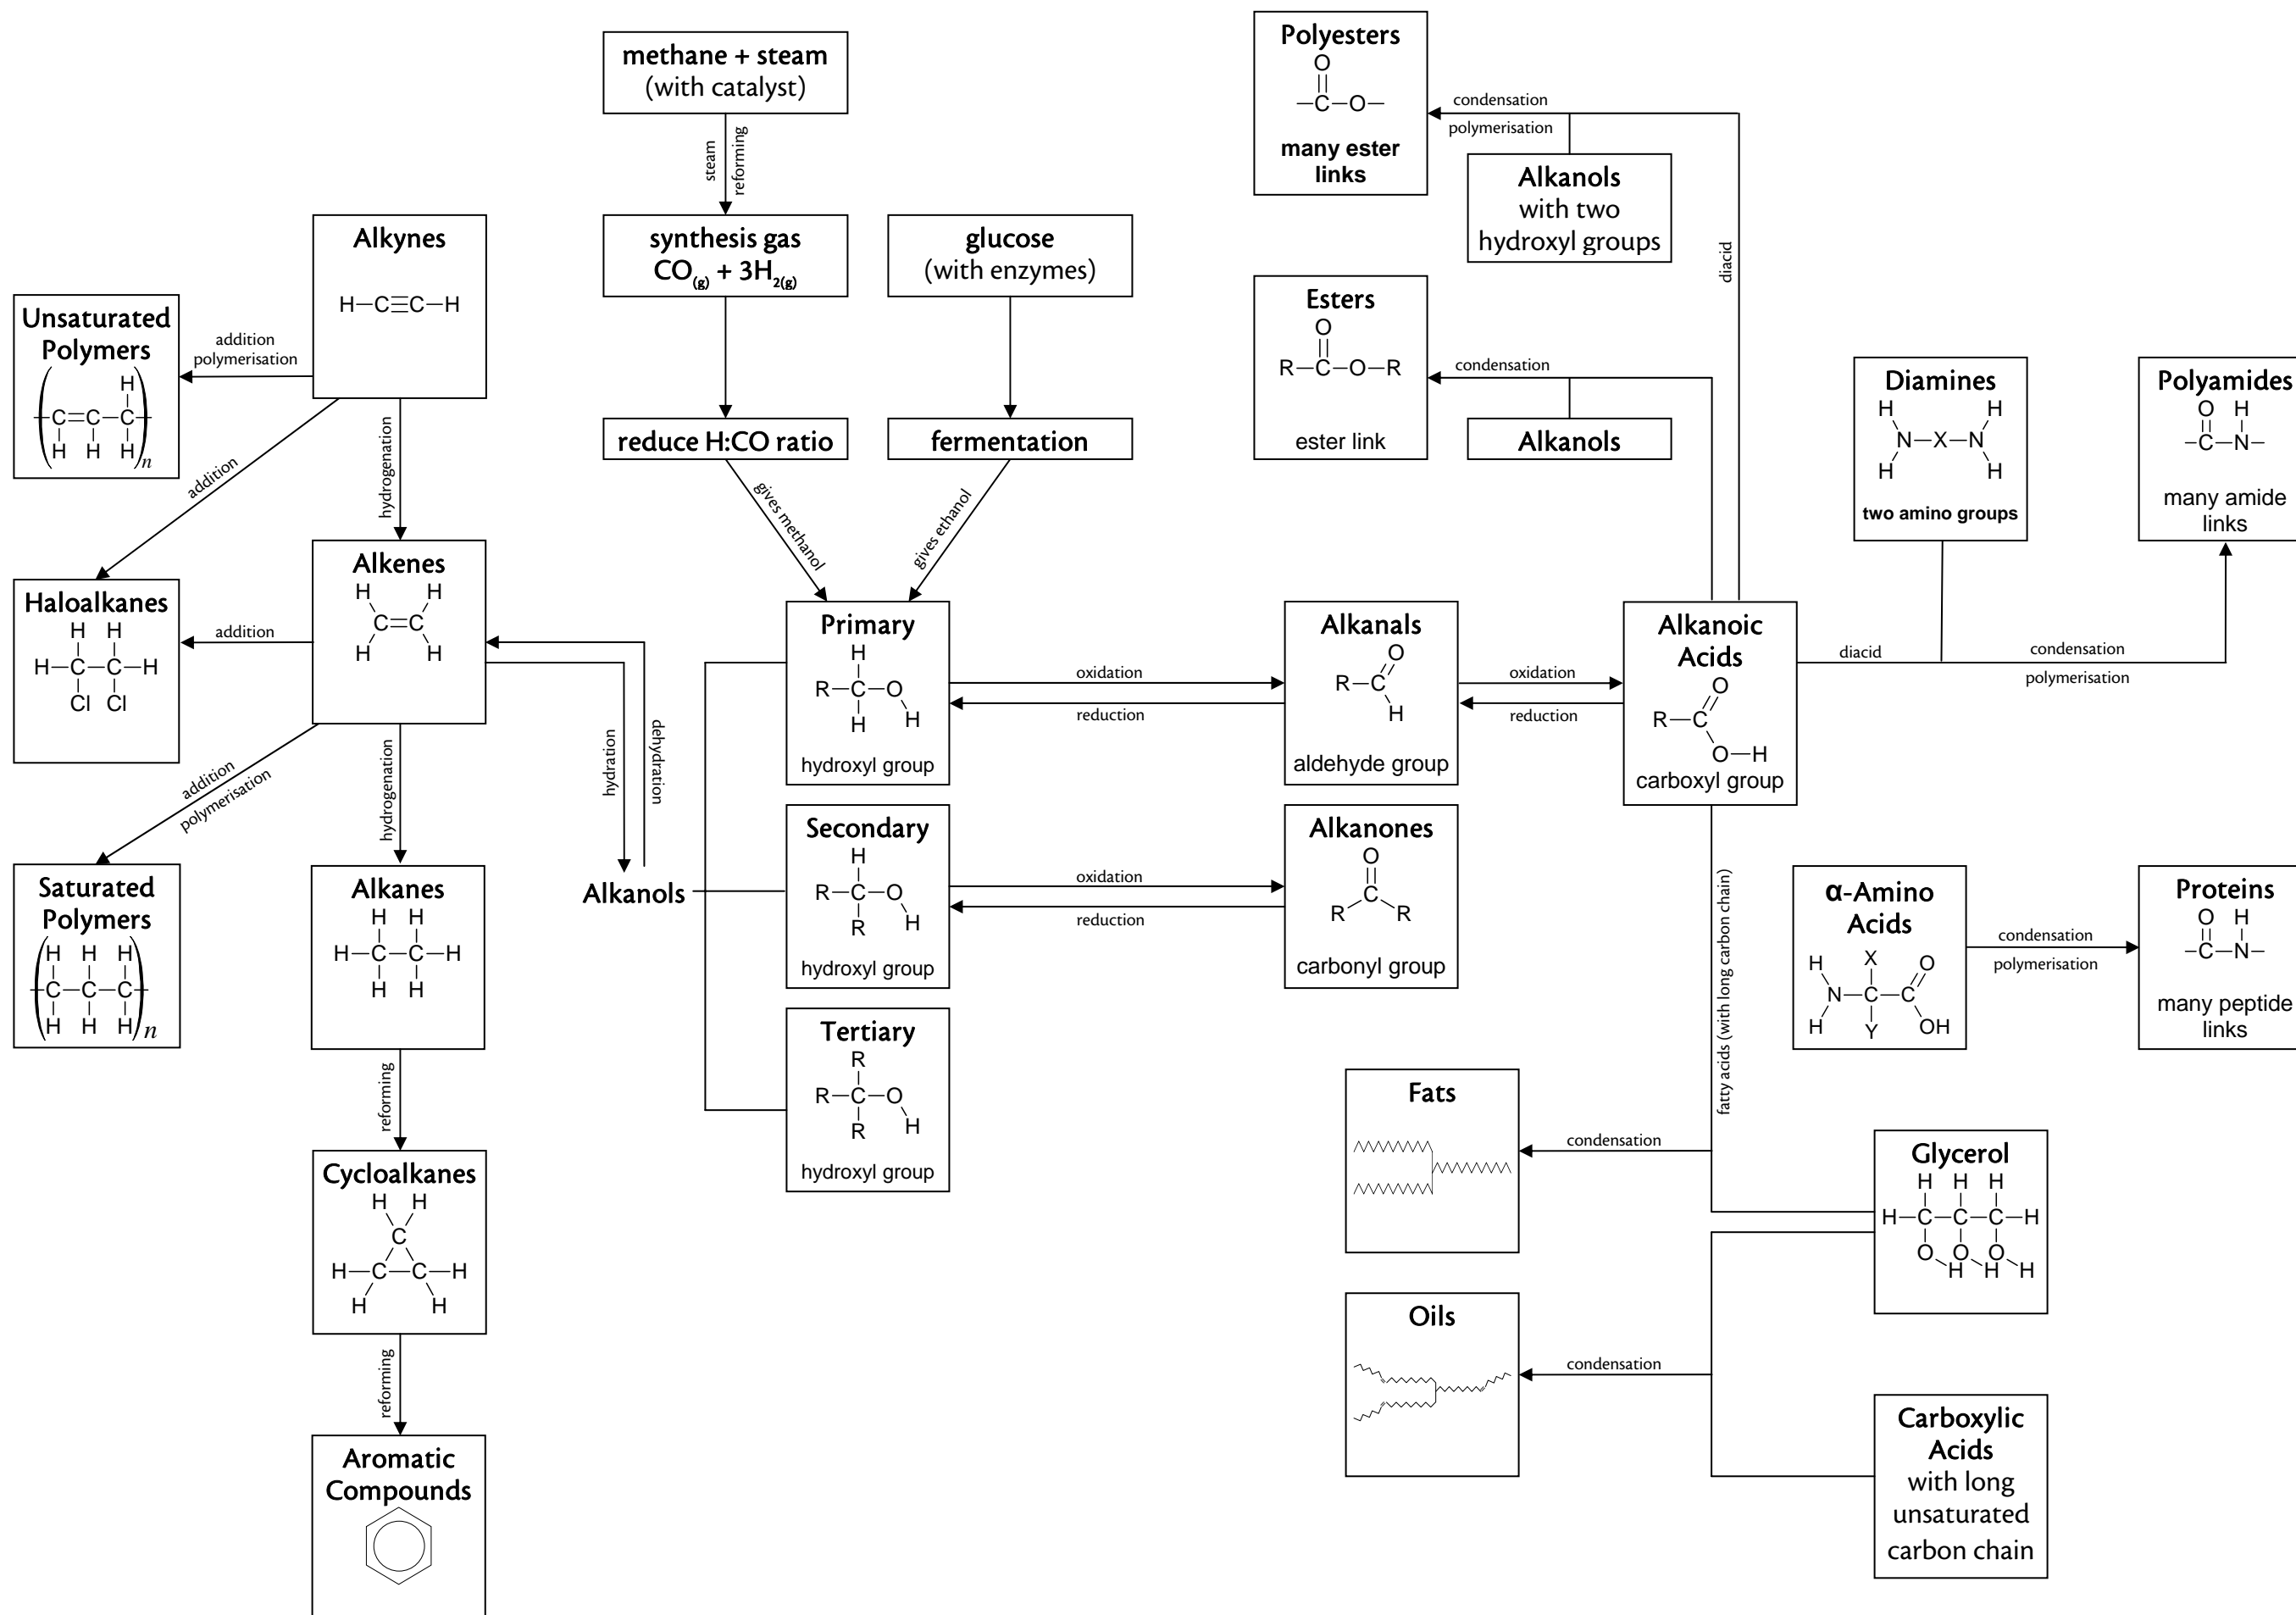 methane + steam
(with catalyst)
steam
reforming
synthesis gas
CO(g) + 3H2(g)
reduce H:CO ratio
gives methanol
glucose
(with enzymes)
fermentation
gives ethanol
Polyesters
O
–C–O–
many ester
links
condensation
polymerisation
Alkanols
with two
hydroxyl groups
diacid
Esters
O
R–C–O–R
ester link
condensation
Alkanols
Alkynes
H–C≡C–H
addition
polymerisation
Unsaturated
Polymers
H
C=C–C
H H H n
addition
hydrogenation
Alkenes
H H
C=C
H H
addition
Haloalkanes
H H
H–C–C–H
Cl Cl
addition
polymerisation
hydrogenation
hydration
dehydration
Saturated
Polymers
H H H
C–C–C
H H H n
Alkanes
H H
H–C–C–H
H H
reforming
Cycloalkanes
H H
C
H–C–C–H
H H
reforming
Aromatic
Compounds
Alkanols
Primary
H
R–C–O
H H
hydroxyl group
oxidation
reduction
Alkanals
O
R–C
H
aldehyde group
oxidation
reduction
Alkanoic
Acids
O
R–C
O–H
carboxyl group
Secondary
H
R–C–O
R H
hydroxyl group
oxidation
reduction
Alkanones
O
C
R R
carbonyl group
Tertiary
R
R–C–O
R H
hydroxyl group
Diamines
H H
N–X–N
H H
two amino groups
diacid
condensation
polymerisation
Polyamides
O H
–C–N–
many amide
links
α-Amino
Acids
H X O
N–C–C
H Y OH
condensation
polymerisation
Proteins
O H
–C–N–
many peptide
links
fatty acids (with long carbon chain)
Fats
condensation
Glycerol
H H H
H–C–C–C–H
O O O
H H H
Oils
condensation
Carboxylic
Acids
with long
unsaturated
carbon chain